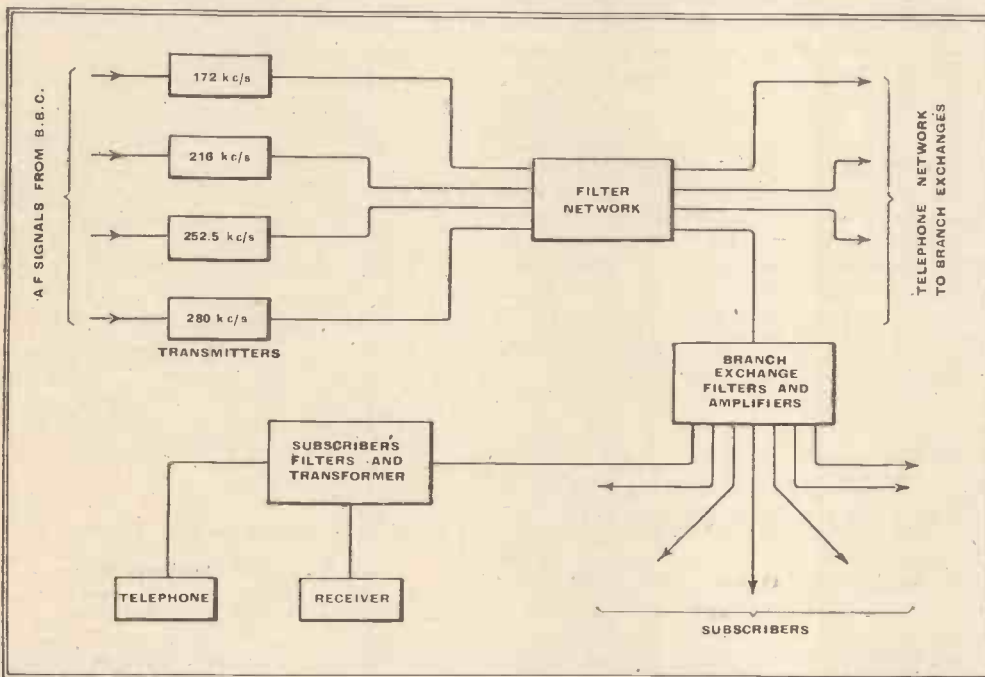 A F SIGNALS FROM B.B.C.
172 kc/s
216 kc/s
252.5 kc/s
280 kc/s
TRANSMITTERS
FILTER
NETWORK
TELEPHONE NETWORK
TO BRANCH EXCHANGES
BRANCH
EXCHANGE
FILTERS AND
AMPLIFIERS
SUBSCRIBER'S
FILTERS AND
TRANSFORMER
TELEPHONE
RECEIVER
SUBSCRIBERS